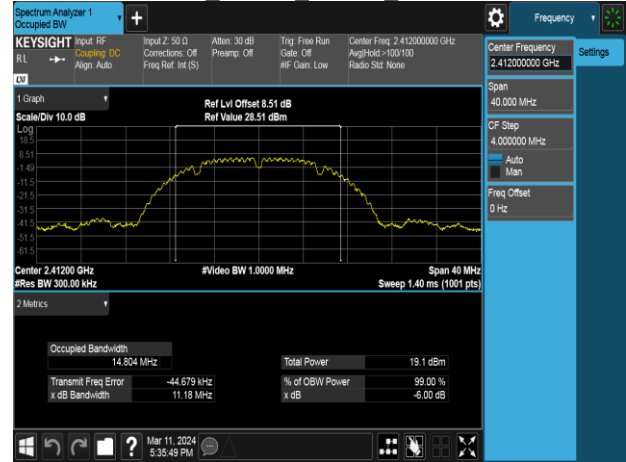 Spectrum Analyzer 1
Occupied BW
Frequency
KEYSIGHT
RL
Input: RF
Coupling: DC
Align: Auto
Input Z: 50 Ω
Corrections: Off
Freq Ref: Int (S)
Atten: 30 dB
Preamp: Off
Trig: Free Run
Gate: Off
#IF Gain: Low
Center Freq: 2.412000000 GHz
Avg|Hold:>100/100
Radio Std: None
LXI
Center Frequency
2.412000000 GHz
Settings
Span
40.000 MHz
CF Step
4.000000 MHz
Auto
Man
Freq Offset
0 Hz
1 Graph
Scale/Div 10.0 dB
Ref Lvl Offset 8.51 dB
Ref Value 28.51 dBm
Log
18.5
8.51
-1.49
-11.5
-21.5
-31.5
-41.5
-51.5
-61.5
Center 2.41200 GHz
#Res BW 300.00 kHz
#Video BW 1.0000 MHz
Span 40 MHz
Sweep 1.40 ms (1001 pts)
2 Metrics
Occupied Bandwidth
14.804 MHz
Total Power 19.1 dBm
Transmit Freq Error -44.679 kHz
% of OBW Power 99.00 %
x dB Bandwidth 11.18 MHz
x dB -6.00 dB
?
Mar 11, 2024
5:35:49 PM